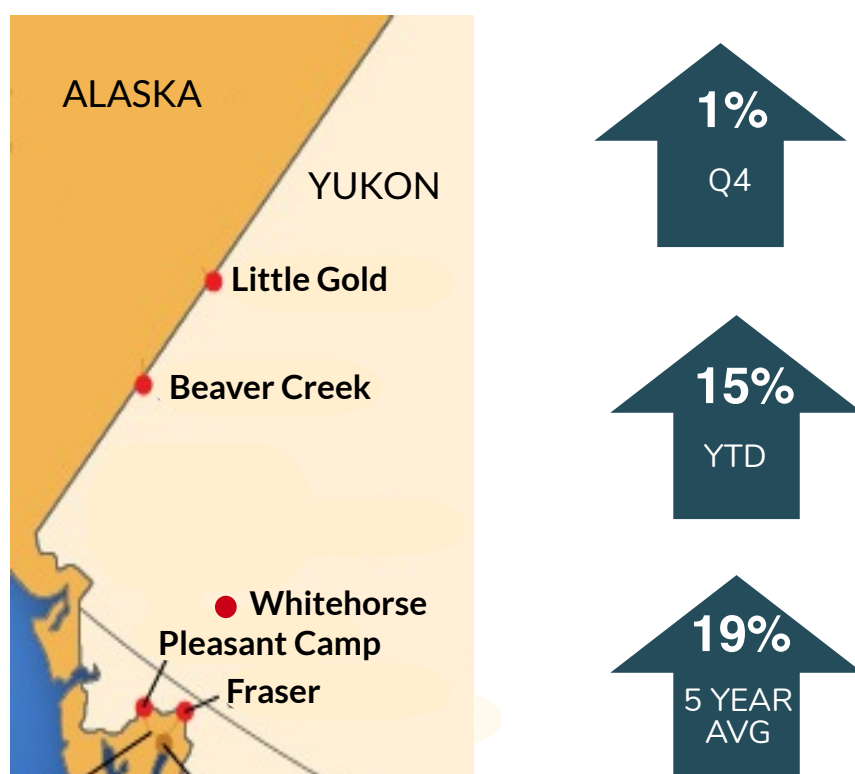 ALASKA
YUKON
Little Gold
Beaver Creek
Whitehorse
Pleasant Camp
Fraser
1%
Q4
15%
YTD
19%
5 YEAR
AVG